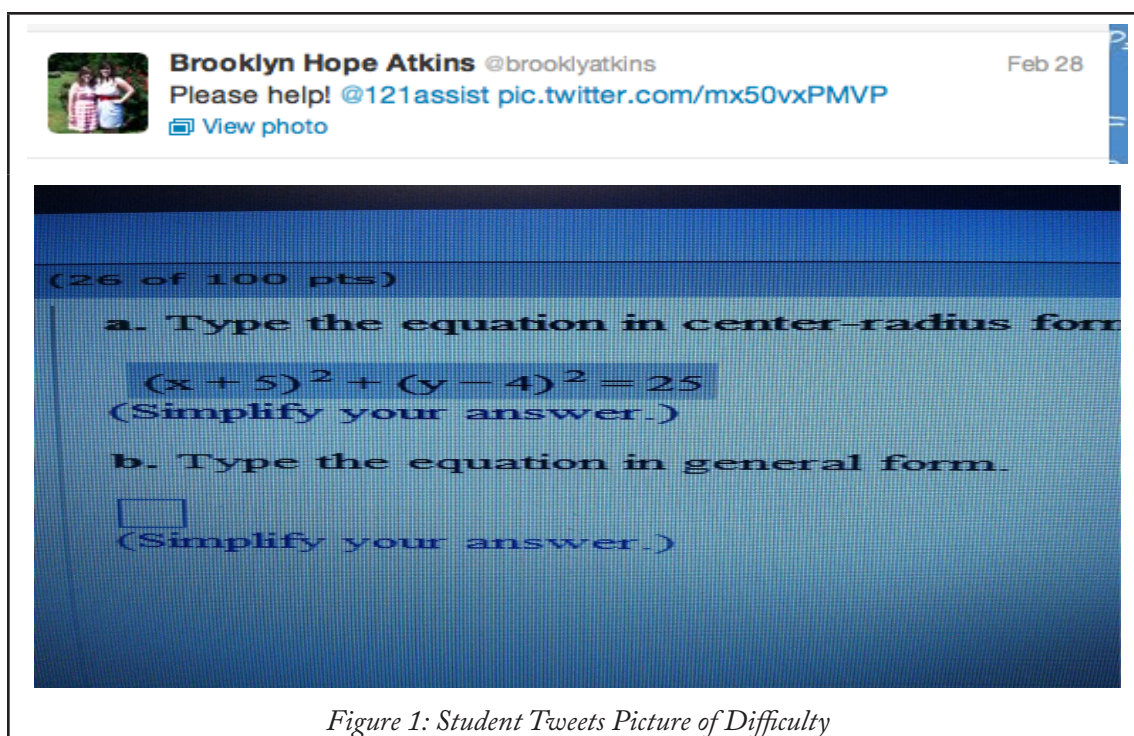 Brooklyn Hope Atkins @brooklyatkins Feb 28
Please help! @121assist pic.twitter.com/mx50vxPMVP
View photo
(26 of 100 pts)
a. Type the equation in center-radius
(x + 5)² + (y − 4)² = 25
(Simplify your answer.)
b. Type the equation in general form.
(Simplify your answer.)
Figure 1: Student Tweets Picture of Difficulty